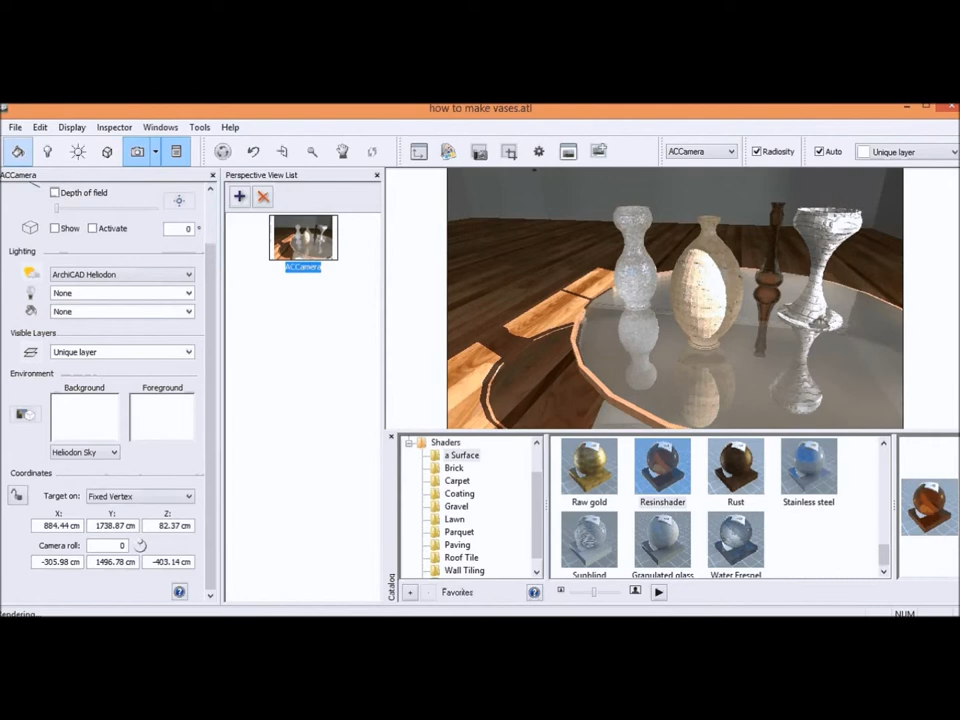 how to make vases.atl
File Edit Display Inspector Windows Tools Help
ACCamera Radiosity Auto Unique layer
ACCamera
Perspective View List
Depth of field
Show Activate 0 °
Lighting
ArchiCAD Heliodon
None
None
Visible Layers
Unique layer
Environment
Background Foreground
Heliodon Sky
Coordinates
Target on: Fixed Vertex
X: Y: Z:
884.44 cm 1738.87 cm 82.37 cm
Camera roll: 0
-305.98 cm 1496.78 cm -403.14 cm
ACCamera
Shaders
a Surface
Brick
Carpet
Coating
Gravel
Lawn
Parquet
Paving
Roof Tile
Wall Tiling
Catalog
Favorites
Raw gold Resinshader Rust Stainless steel
Sunblind Granulated glass Water Fresnel
Rendering...
NUM